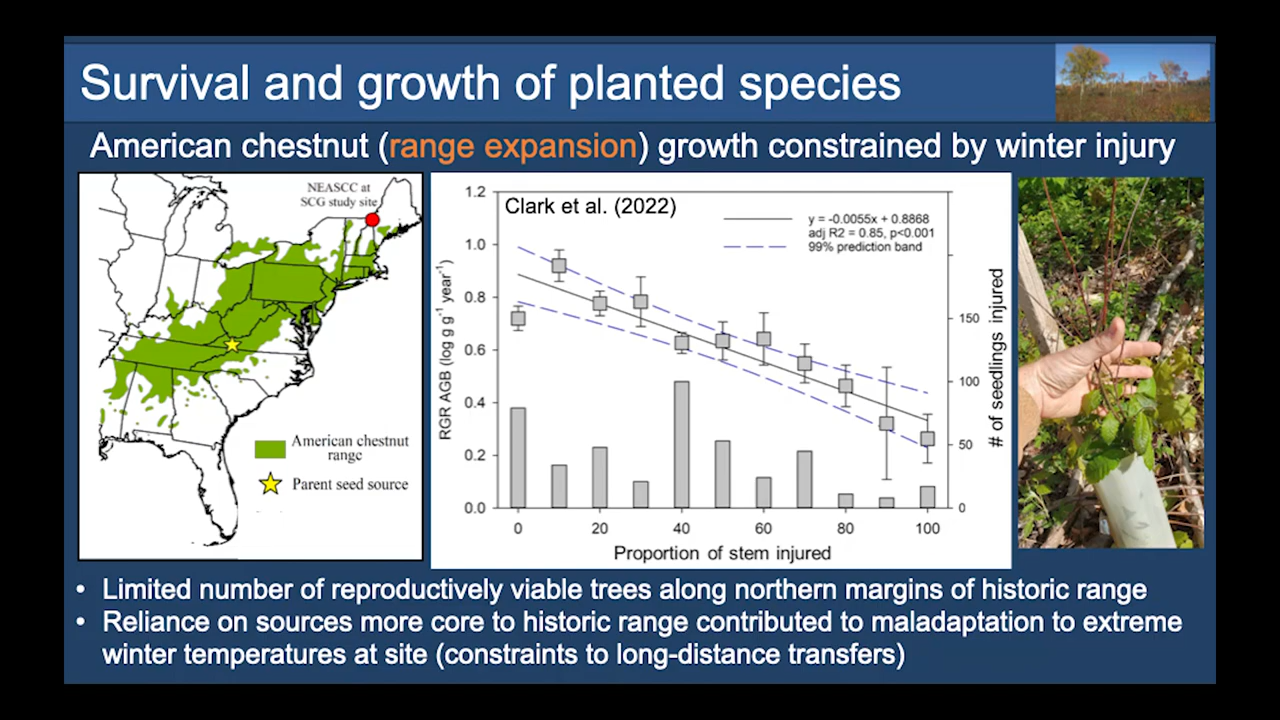 Survival and growth of planted species
American chestnut (range expansion) growth constrained by winter injury
NEASCC at
SCG study site
American chestnut
range
Parent seed source
Clark et al. (2022)
y = -0.0055x + 0.8868
adj R2 = 0.85, p<0.001
99% prediction band
RGR AGB (log g g⁻¹ year⁻¹)
1.2
1.0
0.8
0.6
0.4
0.2
0.0
0 20 40 60 80 100
Proportion of stem injured
150
100
50
0
# of seedlings injured
• Limited number of reproductively viable trees along northern margins of historic range
• Reliance on sources more core to historic range contributed to maladaptation to extreme
winter temperatures at site (constraints to long-distance transfers)